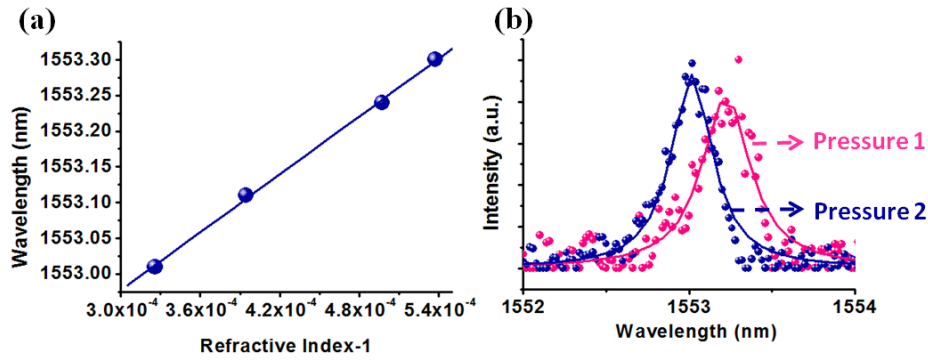 (a)
Wavelength (nm)
1553.30
1553.25
1553.20
1553.15
1553.10
1553.05
1553.00
3.0x10⁻⁴ 3.6x10⁻⁴ 4.2x10⁻⁴ 4.8x10⁻⁴ 5.4x10⁻⁴
Refractive Index-1
(b)
Intensity (a.u.)
Pressure 1
Pressure 2
1552 1553 1554
Wavelength (nm)